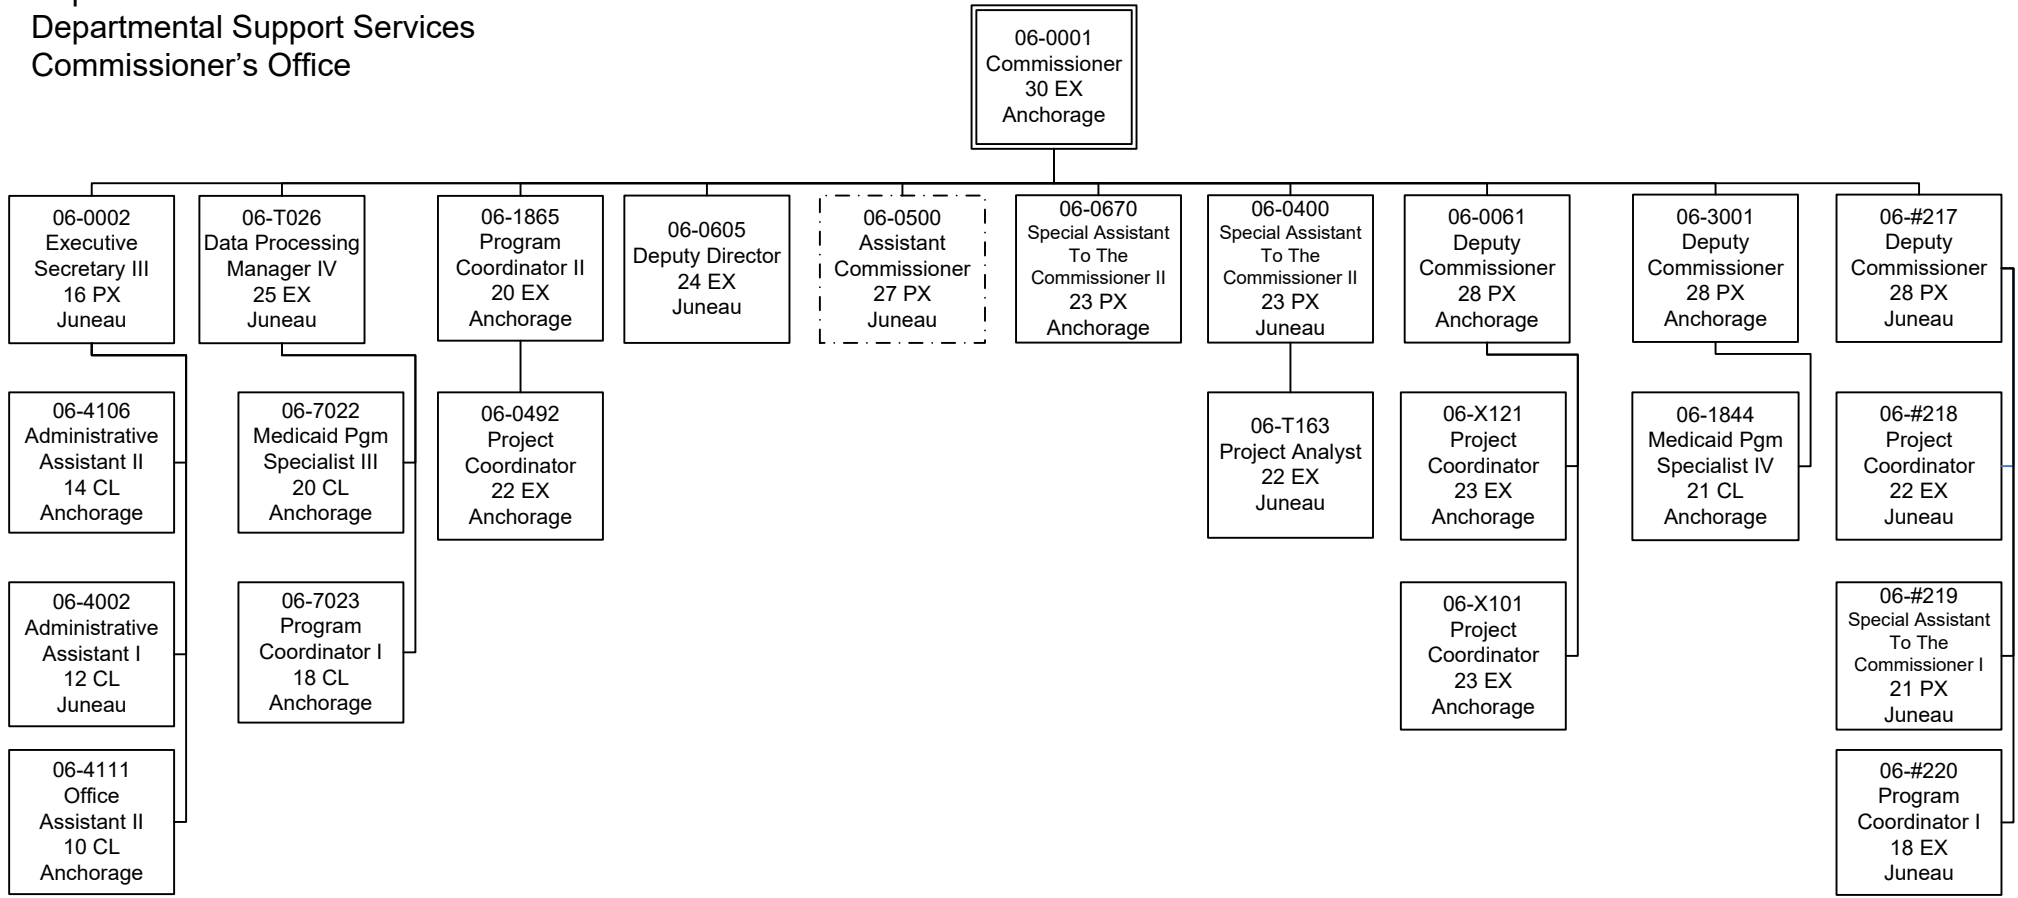 Departmental Support Services
Commissioner's Office
06-0001
Commissioner
30 EX
Anchorage
06-0002
Executive
Secretary III
16 PX
Juneau
06-T026
Data Processing
Manager IV
25 EX
Juneau
06-1865
Program
Coordinator II
20 EX
Anchorage
06-0605
Deputy Director
24 EX
Juneau
06-0500
Assistant
Commissioner
27 PX
Juneau
06-0670
Special Assistant
To The
Commissioner II
23 PX
Anchorage
06-0400
Special Assistant
To The
Commissioner II
23 PX
Juneau
06-0061
Deputy
Commissioner
28 PX
Anchorage
06-3001
Deputy
Commissioner
28 PX
Anchorage
06-#217
Deputy
Commissioner
28 PX
Juneau
06-4106
Administrative
Assistant II
14 CL
Anchorage
06-7022
Medicaid Pgm
Specialist III
20 CL
Anchorage
06-0492
Project
Coordinator
22 EX
Anchorage
06-T163
Project Analyst
22 EX
Juneau
06-X121
Project
Coordinator
23 EX
Anchorage
06-1844
Medicaid Pgm
Specialist IV
21 CL
Anchorage
06-#218
Project
Coordinator
22 EX
Juneau
06-4002
Administrative
Assistant I
12 CL
Juneau
06-7023
Program
Coordinator I
18 CL
Anchorage
06-X101
Project
Coordinator
23 EX
Anchorage
06-#219
Special Assistant
To The
Commissioner I
21 PX
Juneau
06-4111
Office
Assistant II
10 CL
Anchorage
06-#220
Program
Coordinator I
18 EX
Juneau